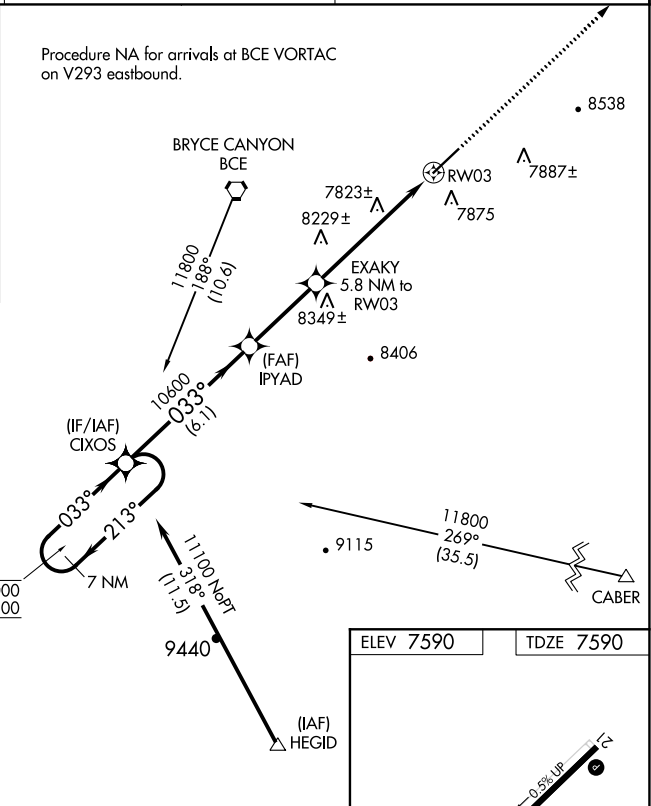 Procedure NA for arrivals at BCE VORTAC
on V293 eastbound.
8538
BRYCE CANYON
BCE
RW03
7887±
7823±
7875
8229±
11800
188°
(10.6)
EXAKY
5.8 NM to
RW03
8349±
(FAF)
IPYAD
8406
10600
033°
(6.1)
(IF/IAF)
CIXOS
033°
213°
7 NM
00
00
11100 NoPT
318°
(11.5)
9440
(IAF)
HEGID
11800
269°
(35.5)
9115
CABER
ELEV 7590
TDZE 7590
21
P
0.5% UP